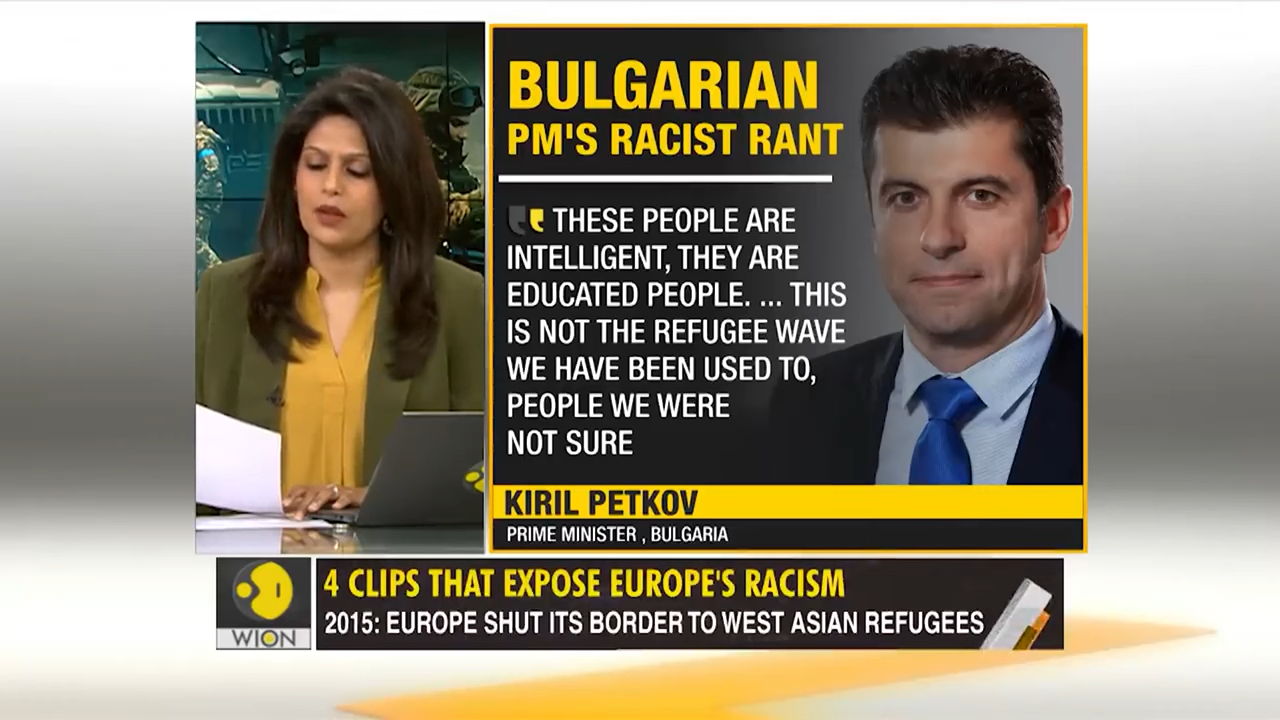 BULGARIAN
PM'S RACIST RANT
THESE PEOPLE ARE
INTELLIGENT, THEY ARE
EDUCATED PEOPLE. ... THIS
IS NOT THE REFUGEE WAVE
WE HAVE BEEN USED TO,
PEOPLE WE WERE
NOT SURE
KIRIL PETKOV
PRIME MINISTER , BULGARIA
4 CLIPS THAT EXPOSE EUROPE'S RACISM
2015: EUROPE SHUT ITS BORDER TO WEST ASIAN REFUGEES
WION